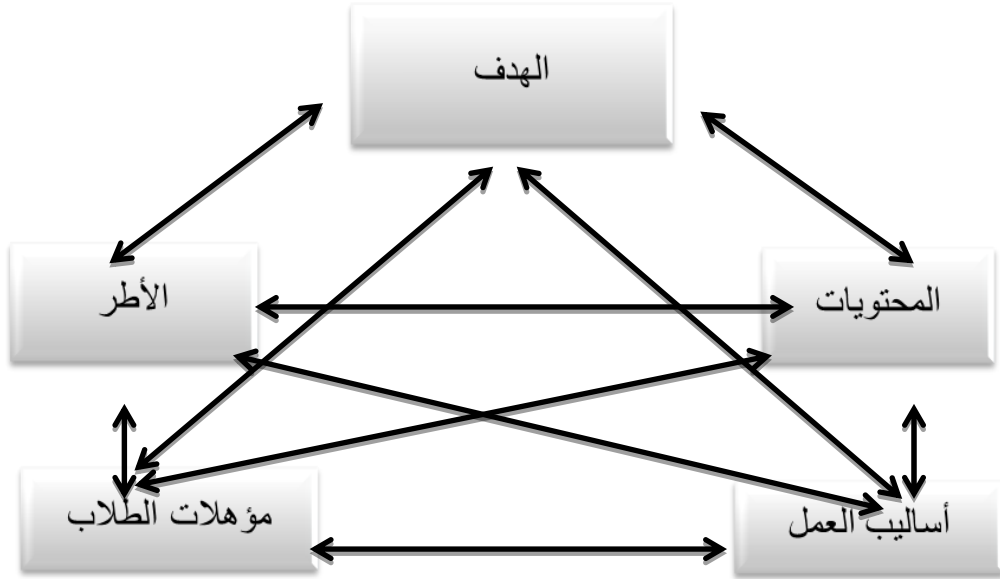 الهدف
المحتويات
الأطر
مؤهلات الطلاب
أساليب العمل